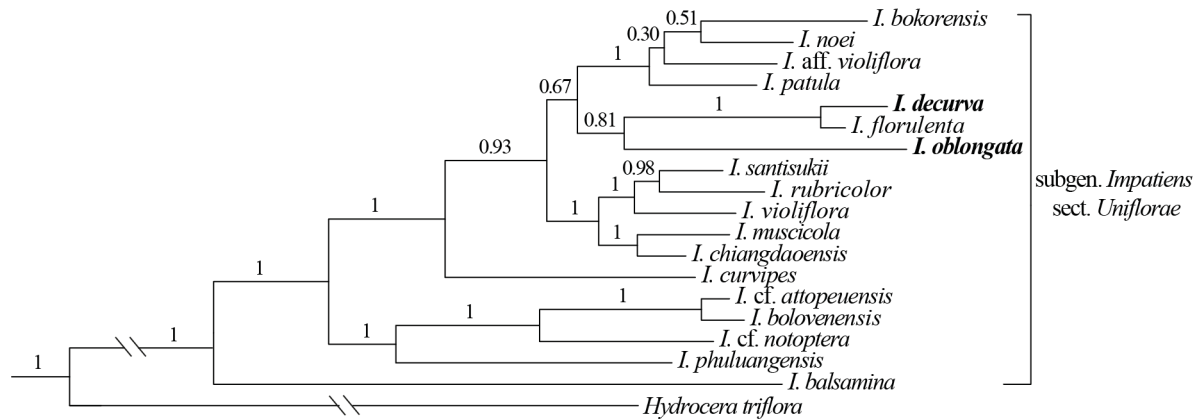 0.51
I. bokorensis
0.30
I. noei
1
I. aff. violiflora
I. patula
0.67
1
I. decurva
0.81
I. florulenta
I. oblongata
0.93
0.98
I. santisukii
1
I. rubricolor
1
I. violiflora
1
I. muscicola
I. chiangdaoensis
1
I. curvipes
1
1
I. cf. attopeuensis
1
I. bolovenensis
1
I. cf. notoptera
1
I. phuluangensis
I. balsamina
1
Hydrocera triflora
subgen. Impatiens
sect. Uniflorae